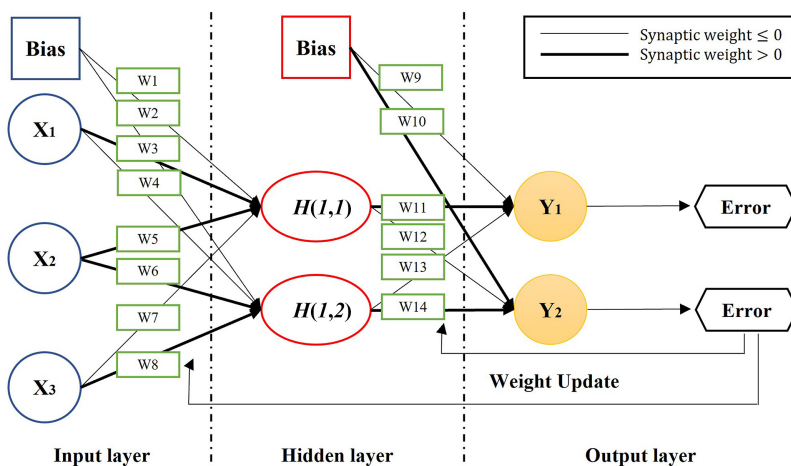 Bias
Bias
Synaptic weight ≤ 0
Synaptic weight > 0
W1
W2
W3
W4
W5
W6
W7
W8
W9
W10
W11
W12
W13
W14
X1
X2
X3
H(1,1)
H(1,2)
Y1
Y2
Error
Error
Weight Update
Input layer
Hidden layer
Output layer